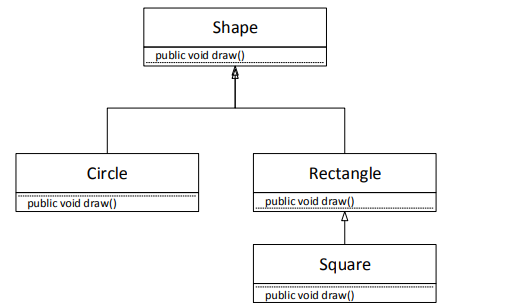 Shape
public void draw()
Circle
public void draw()
Rectangle
public void draw()
Square
public void draw()